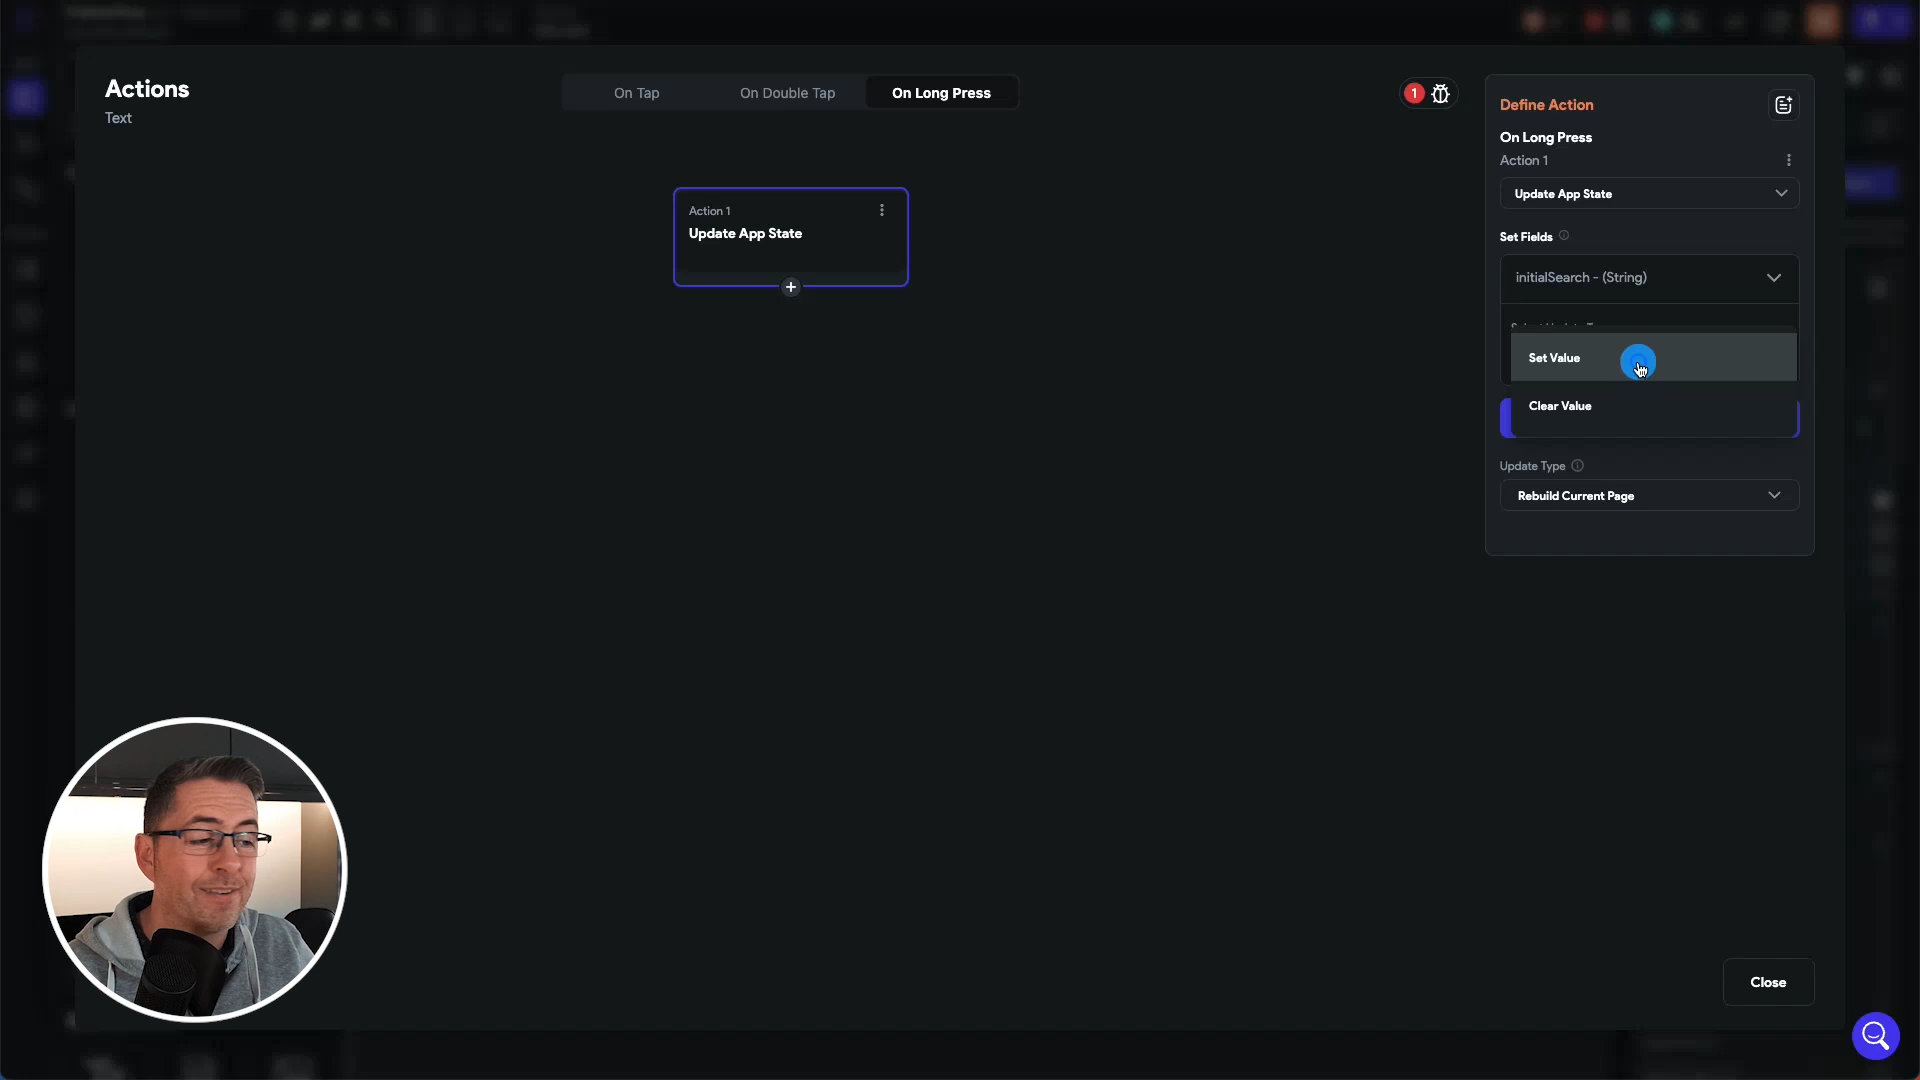 Actions
Text
On Tap
On Double Tap
On Long Press
1
Define Action
On Long Press
Action 1
Update App State
Action 1
Update App State
Set Fields
initialSearch - (String)
Set Value
Clear Value
Update Type
Rebuild Current Page
Close